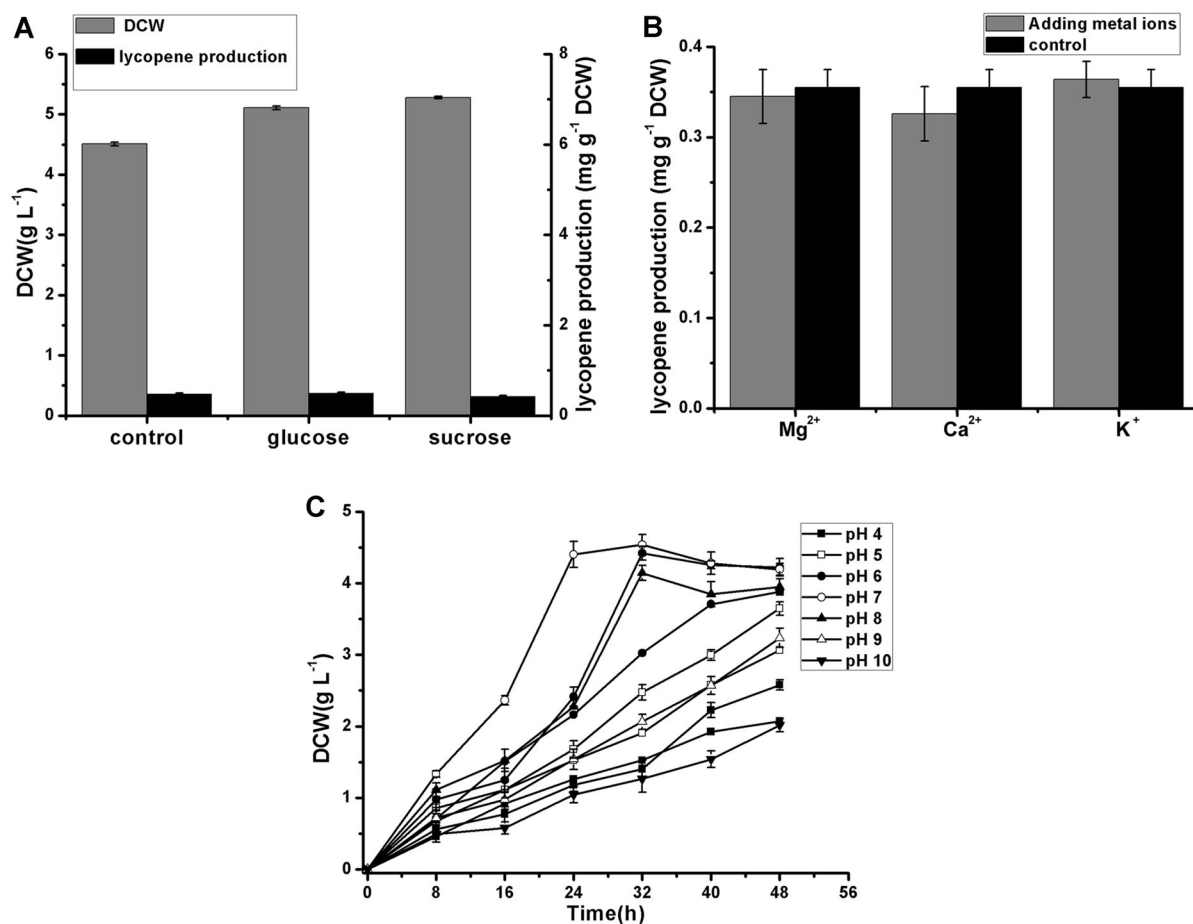 A
DCW
lycopene production
6
5
4
3
2
1
0
DCW(g L⁻¹)
8
6
4
2
0
lycopene production (mg g⁻¹ DCW)
control glucose sucrose
B
Adding metal ions
control
0.4
0.3
0.2
0.1
0.0
lycopene production (mg g⁻¹ DCW)
Mg²⁺ Ca²⁺ K⁺
C
5
4
3
2
1
0
DCW(g L⁻¹)
pH 4
pH 5
pH 6
pH 7
pH 8
pH 9
pH 10
0 8 16 24 32 40 48 56
Time(h)